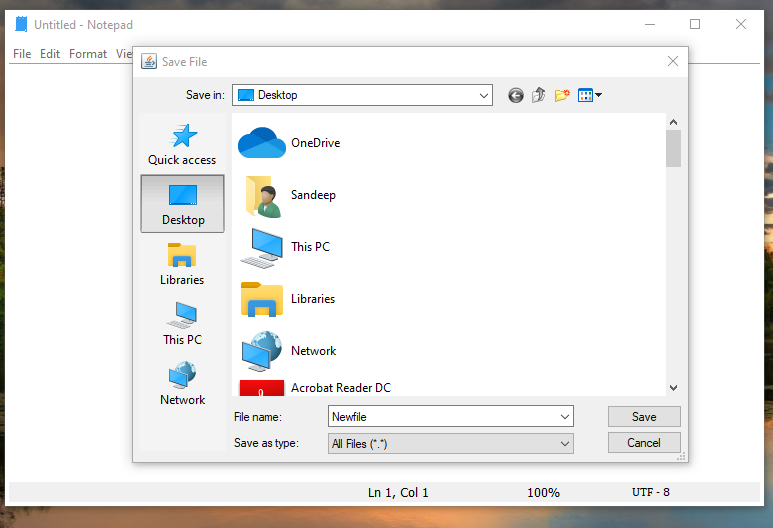 Untitled - Notepad
File Edit Format
Save File
Save in: Desktop
Quick access
Desktop
Libraries
This PC
Network
OneDrive
Sandeep
This PC
Libraries
Network
Acrobat Reader DC
File name: Newfile Save
Save as type: All Files (*.*) Cancel
Ln 1, Col 1 100% UTF - 8